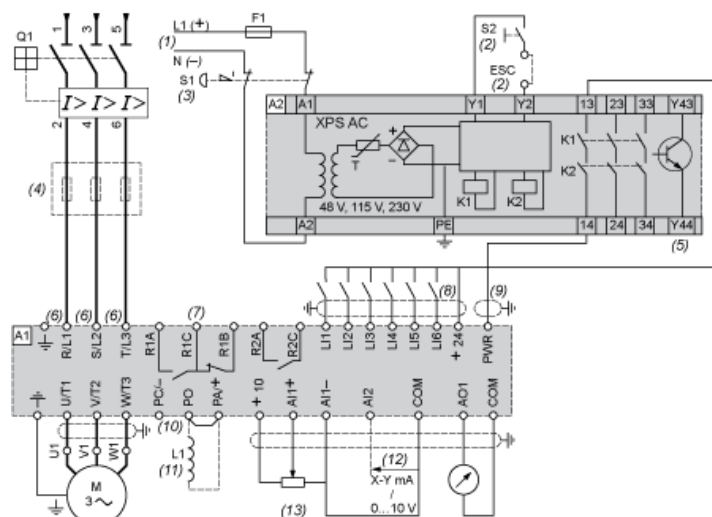 1 3 5
Q1
I> I> I>
2 4 6
(4)
L1 (+) F1
(1)
N (–)
S1
(3)
S2
(2)
ESC
(2)
A2 A1 Y1 Y2 13 23 33 Y43
XPS AC
T
+
–
K1 K2
K1
K2
48 V, 115 V, 230 V
A2 PE 14 24 34 Y44
(5)
(6) (6) (6) (7) (8) (9)
A1
R/L1 S/L2 T/L3 R1A R1C R1B R2A R2C LI1 LI2 LI3 LI4 LI5 LI6 + 24 PWR
U/T1 V/T2 W/T3 PC/– PO PA/+ + 10 AI1+ AI1– AI2 COM AO1 COM
(10)
U1 V1 W1
L1
(11)
M
3
(12)
X-Y mA
/
0...10 V
(13)